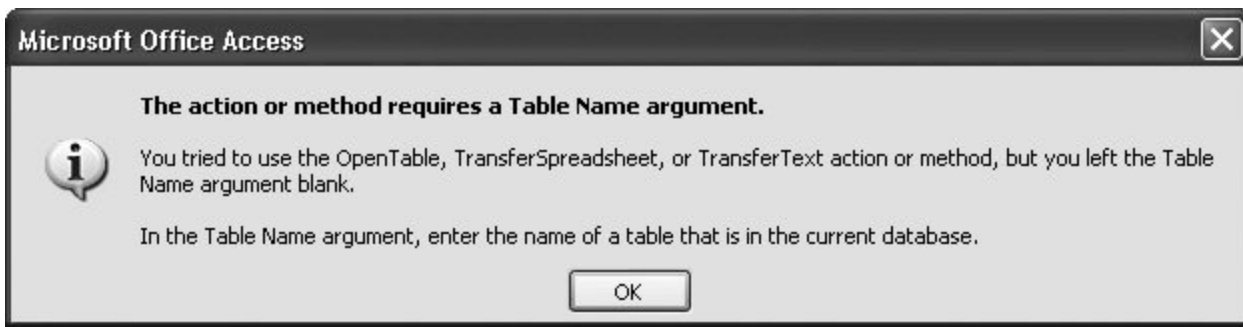 Microsoft Office Access
The action or method requires a Table Name argument.
You tried to use the OpenTable, TransferSpreadsheet, or TransferText action or method, but you left the Table
Name argument blank.
In the Table Name argument, enter the name of a table that is in the current database.
OK